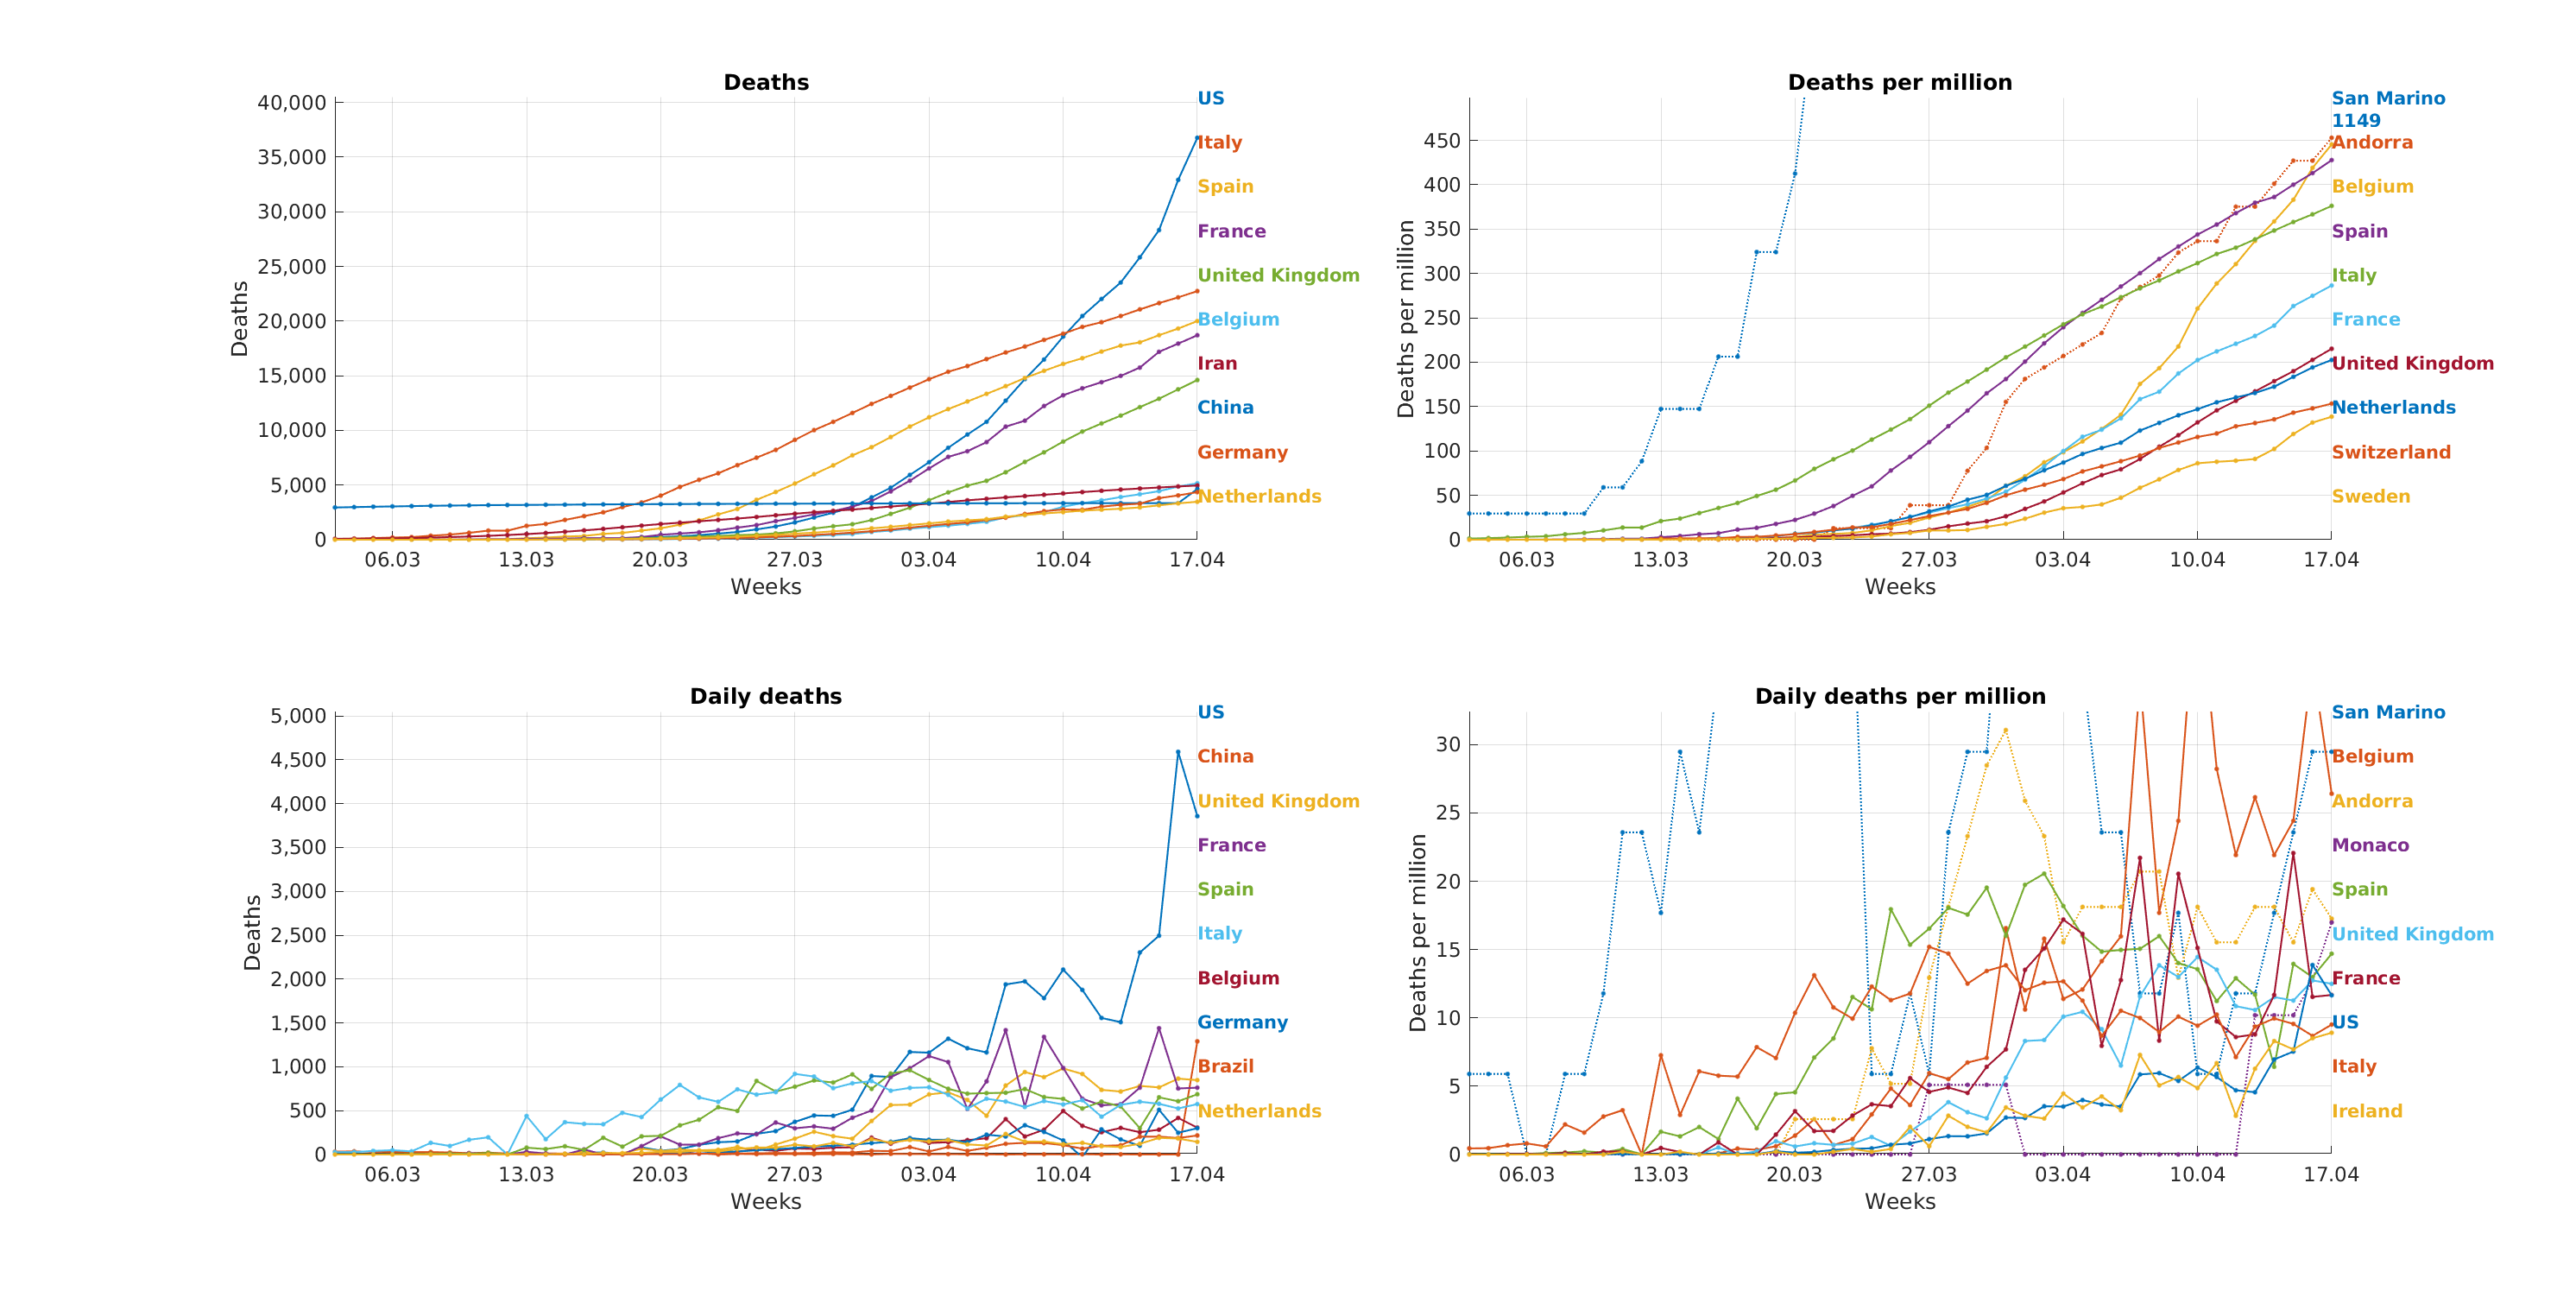 Deaths
40,000
35,000
30,000
25,000
20,000
15,000
10,000
5,000
0
Deaths
06.03 13.03 20.03 27.03 03.04 10.04 17.04
Weeks
US
Italy
Spain
France
United Kingdom
Belgium
Iran
China
Germany
Netherlands
Deaths per million
450
400
350
300
250
200
150
100
50
0
Deaths per million
06.03 13.03 20.03 27.03 03.04 10.04 17.04
Weeks
San Marino
1149
Andorra
Belgium
Spain
Italy
France
United Kingdom
Netherlands
Switzerland
Sweden
Daily deaths
5,000
4,500
4,000
3,500
3,000
2,500
2,000
1,500
1,000
500
0
Deaths
06.03 13.03 20.03 27.03 03.04 10.04 17.04
Weeks
US
China
United Kingdom
France
Spain
Italy
Belgium
Germany
Brazil
Netherlands
Daily deaths per million
30
25
20
15
10
5
0
Deaths per million
06.03 13.03 20.03 27.03 03.04 10.04 17.04
Weeks
San Marino
Belgium
Andorra
Monaco
Spain
United Kingdom
France
US
Italy
Ireland